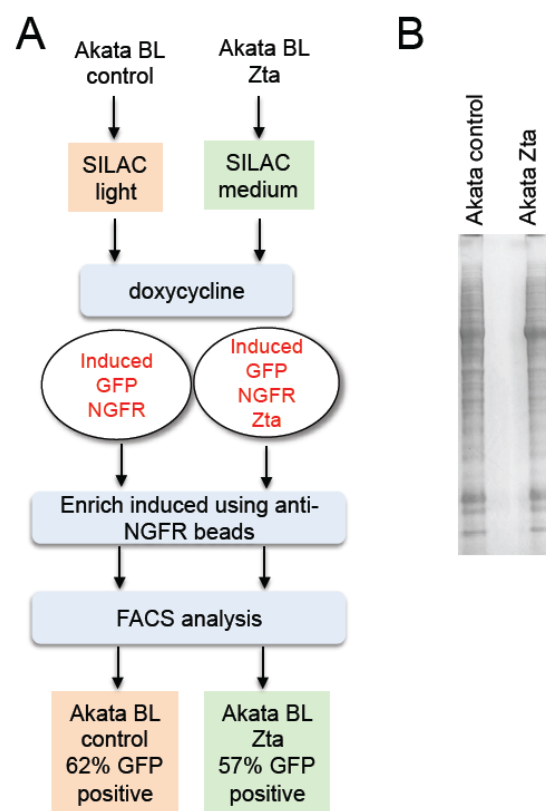 A
Akata BL
control
Akata BL
Zta
SILAC
light
SILAC
medium
doxycycline
Induced
GFP
NGFR
Induced
GFP
NGFR
Zta
Enrich induced using anti-
NGFR beads
FACS analysis
Akata BL
control
62% GFP
positive
Akata BL
Zta
57% GFP
positive
B
Akata control
Akata Zta